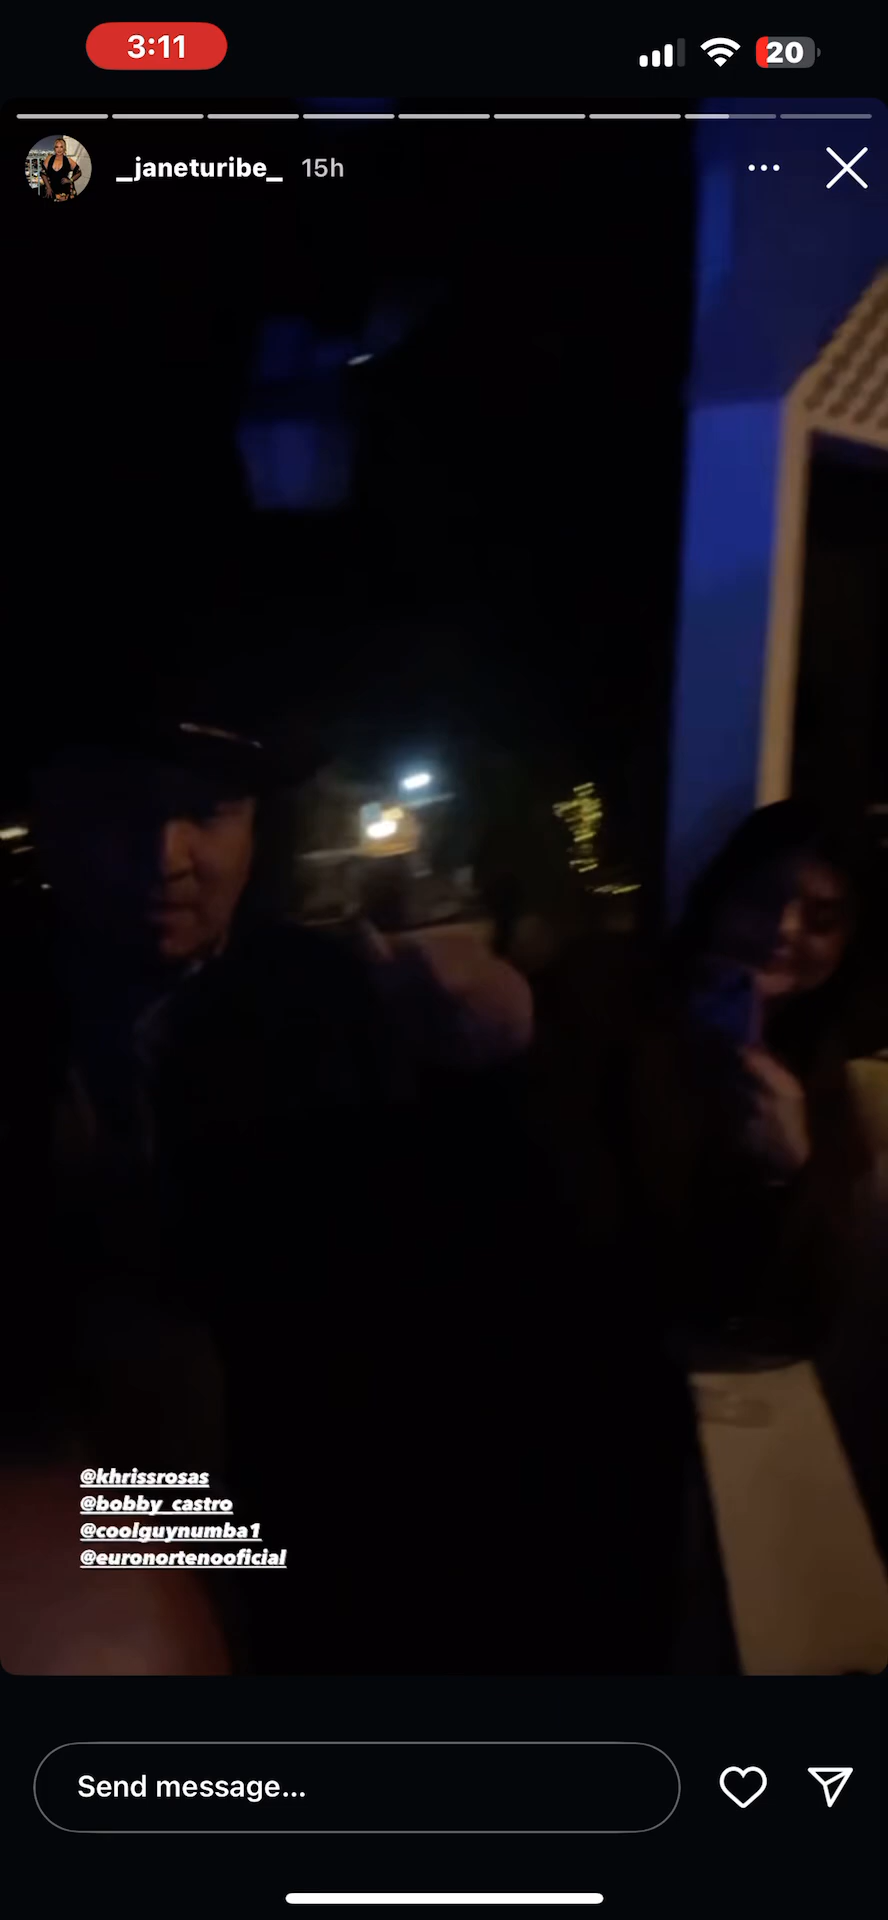 3:11
20
_janeturibe_ 15h
@khrissrosas
@bobby_castro
@coolguynumba1
@euronortenooficial
Send message...